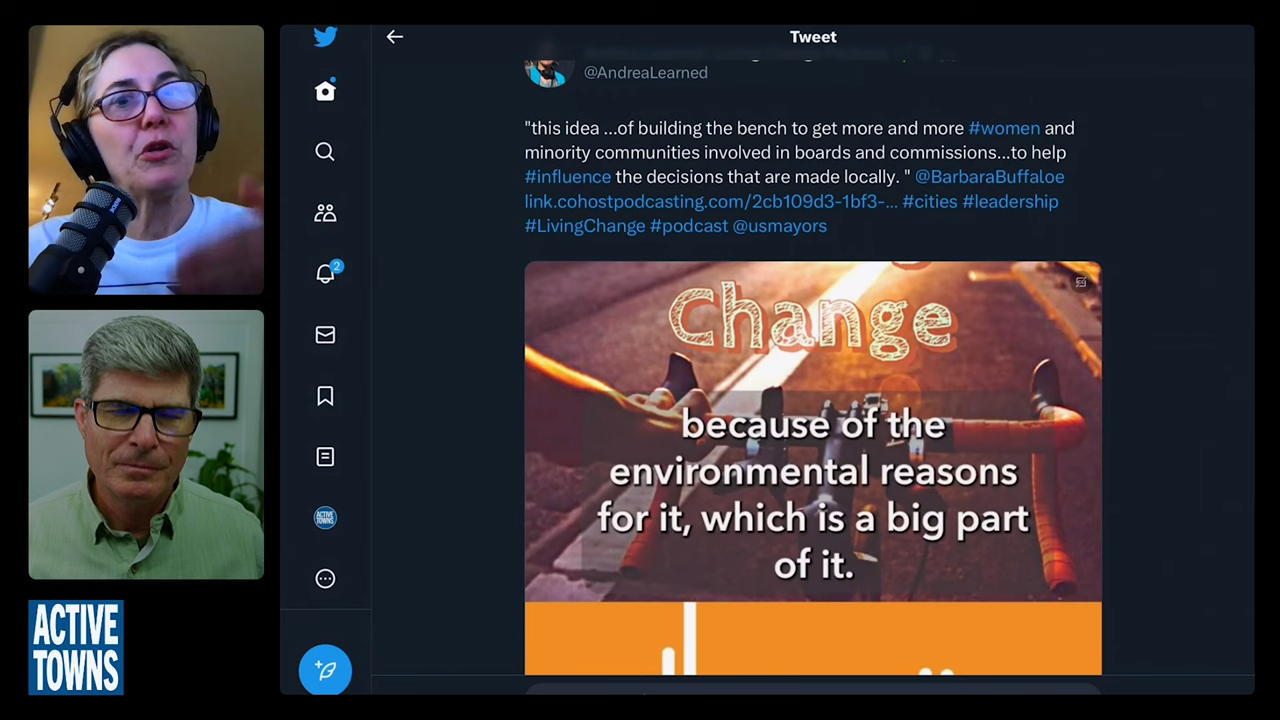 Tweet
@AndreaLearned
"this idea ...of building the bench to get more and more #women and
minority communities involved in boards and commissions...to help
#influence the decisions that are made locally. " @BarbaraBuffaloe
link.cohostpodcasting.com/2cb109d3-1bf3-... #cities #leadership
#LivingChange #podcast @usmayors
2
Change
because of the
environmental reasons
for it, which is a big part
of it.
ACTIVE
TOWNS
ACTIVE
TOWNS